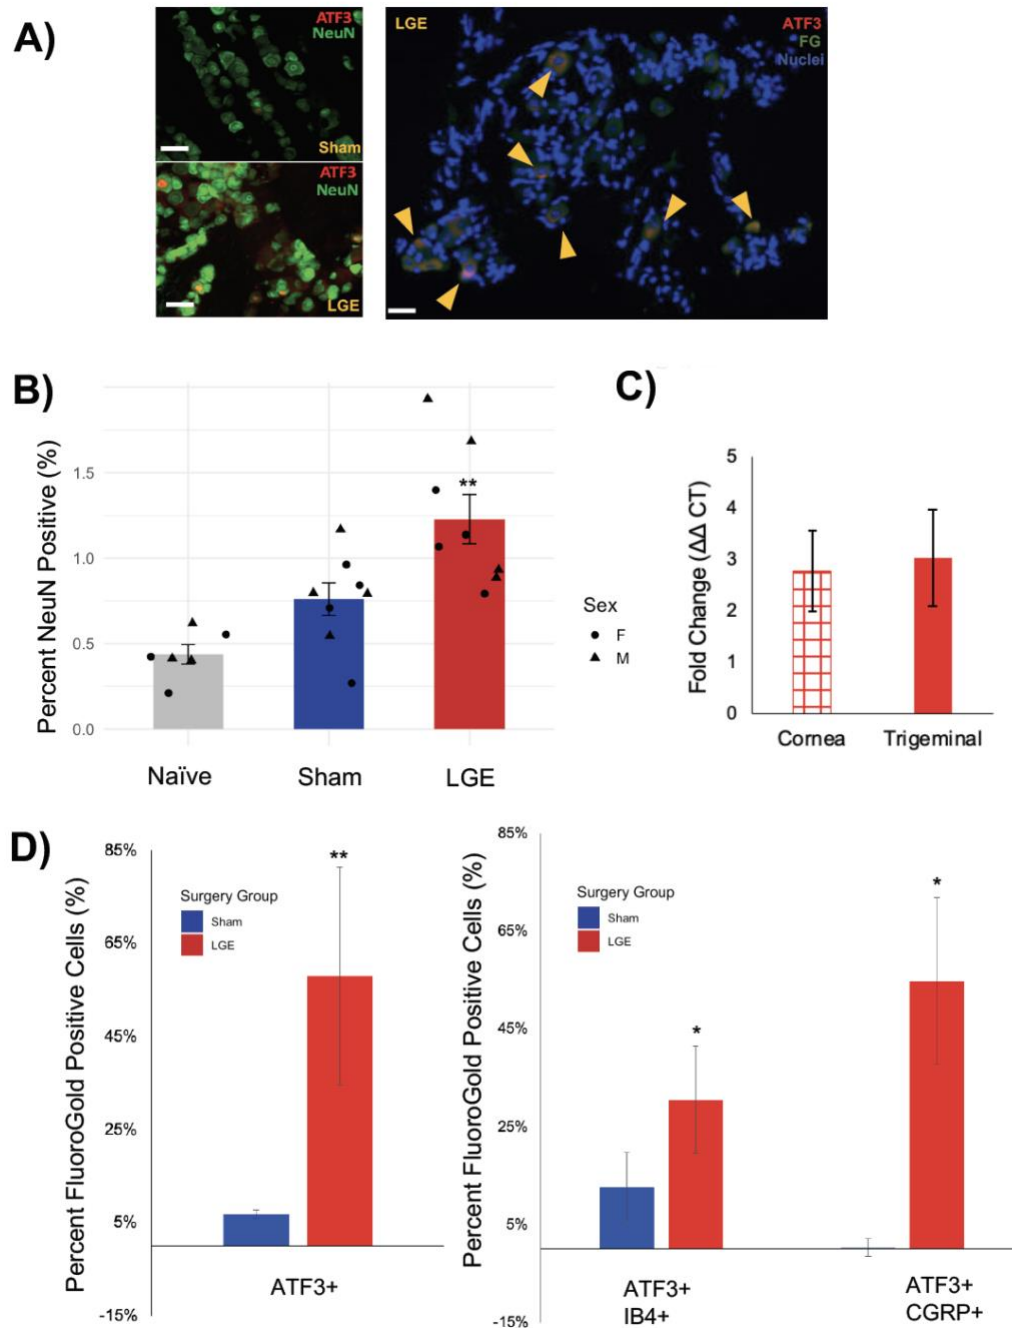 A)
ATF3
NeuN
Sham
ATF3
NeuN
LGE
LGE
ATF3
FG
Nuclei
B)
Percent NeuN Positive (%)
1.5
1.0
0.5
0.0
**
Naïve
Sham
LGE
Sex
F
M
C)
Fold Change (ΔΔ CT)
5
4
3
2
1
0
Cornea
Trigeminal
D)
Percent FluoroGold Positive Cells (%)
85%
65%
45%
25%
5%
-15%
Surgery Group
Sham
LGE
**
ATF3+
Percent FluoroGold Positive Cells (%)
85%
65%
45%
25%
5%
-15%
Surgery Group
Sham
LGE
*
*
ATF3+
IB4+
ATF3+
CGRP+